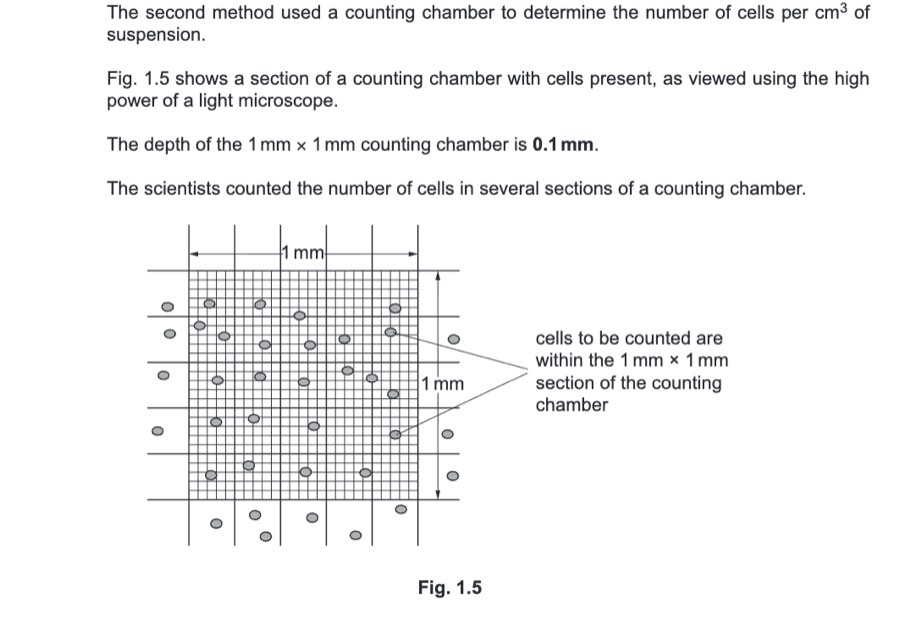 The second method used a counting chamber to determine the number of cells per cm³ of
suspension.
Fig. 1.5 shows a section of a counting chamber with cells present, as viewed using the high
power of a light microscope.
The depth of the 1 mm × 1 mm counting chamber is 0.1 mm.
The scientists counted the number of cells in several sections of a counting chamber.
1 mm
cells to be counted are
within the 1 mm × 1 mm
section of the counting
chamber
1 mm
Fig. 1.5